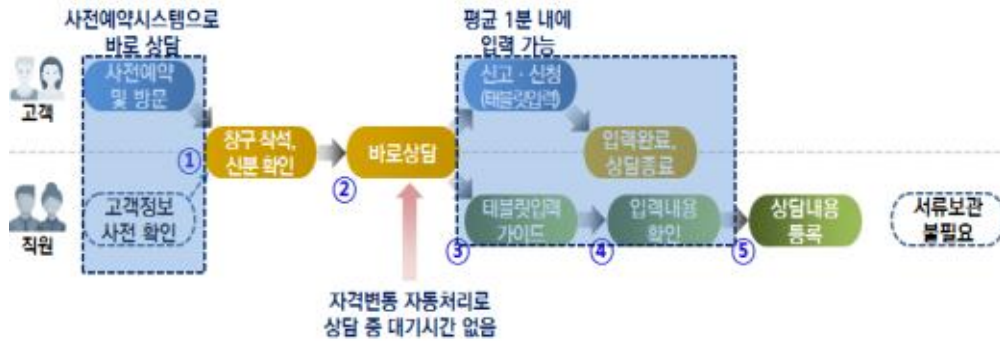 사전예약시스템으로
바로 상담
평균 1분 내에
입력 가능
고객
사전예약
및 방문
신고 · 신청
(태블릿입력)
①
창구 착석,
신분 확인
②
바로상담
입력완료,
상담종료
직원
고객정보
사전 확인
③
태블릿입력
가이드
④
입력내용
확인
⑤
상담내용
등록
서류보관
불필요
자격변동 자동처리로
상담 중 대기시간 없음